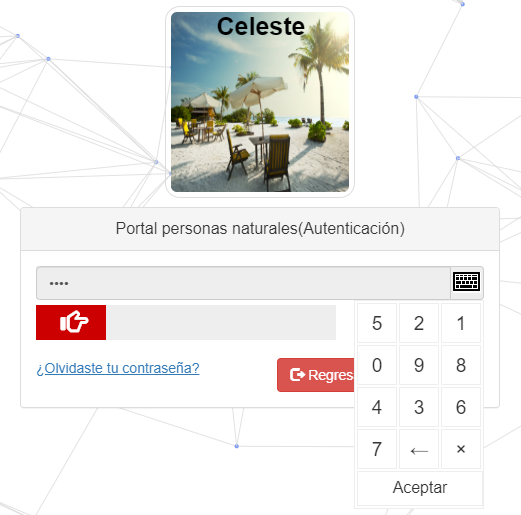 Celeste
Portal personas naturales(Autenticación)
••••
5 2 1
0 9 8
4 3 6
7 ← ×
Aceptar
¿Olvidaste tu contraseña?
Regres